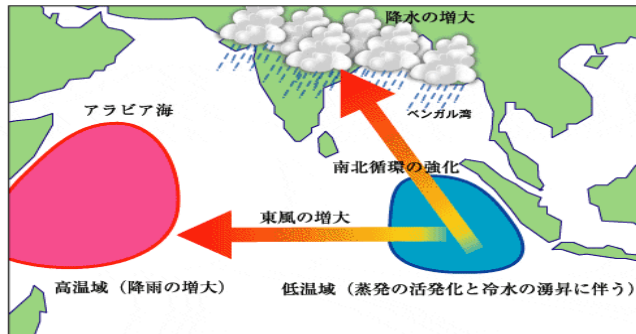 降水の増大
アラビア海
ベンガル湾
南北循環の強化
東風の増大
高温域（降雨の増大）
低温域（蒸発の活発化と冷水の湧昇に伴う）